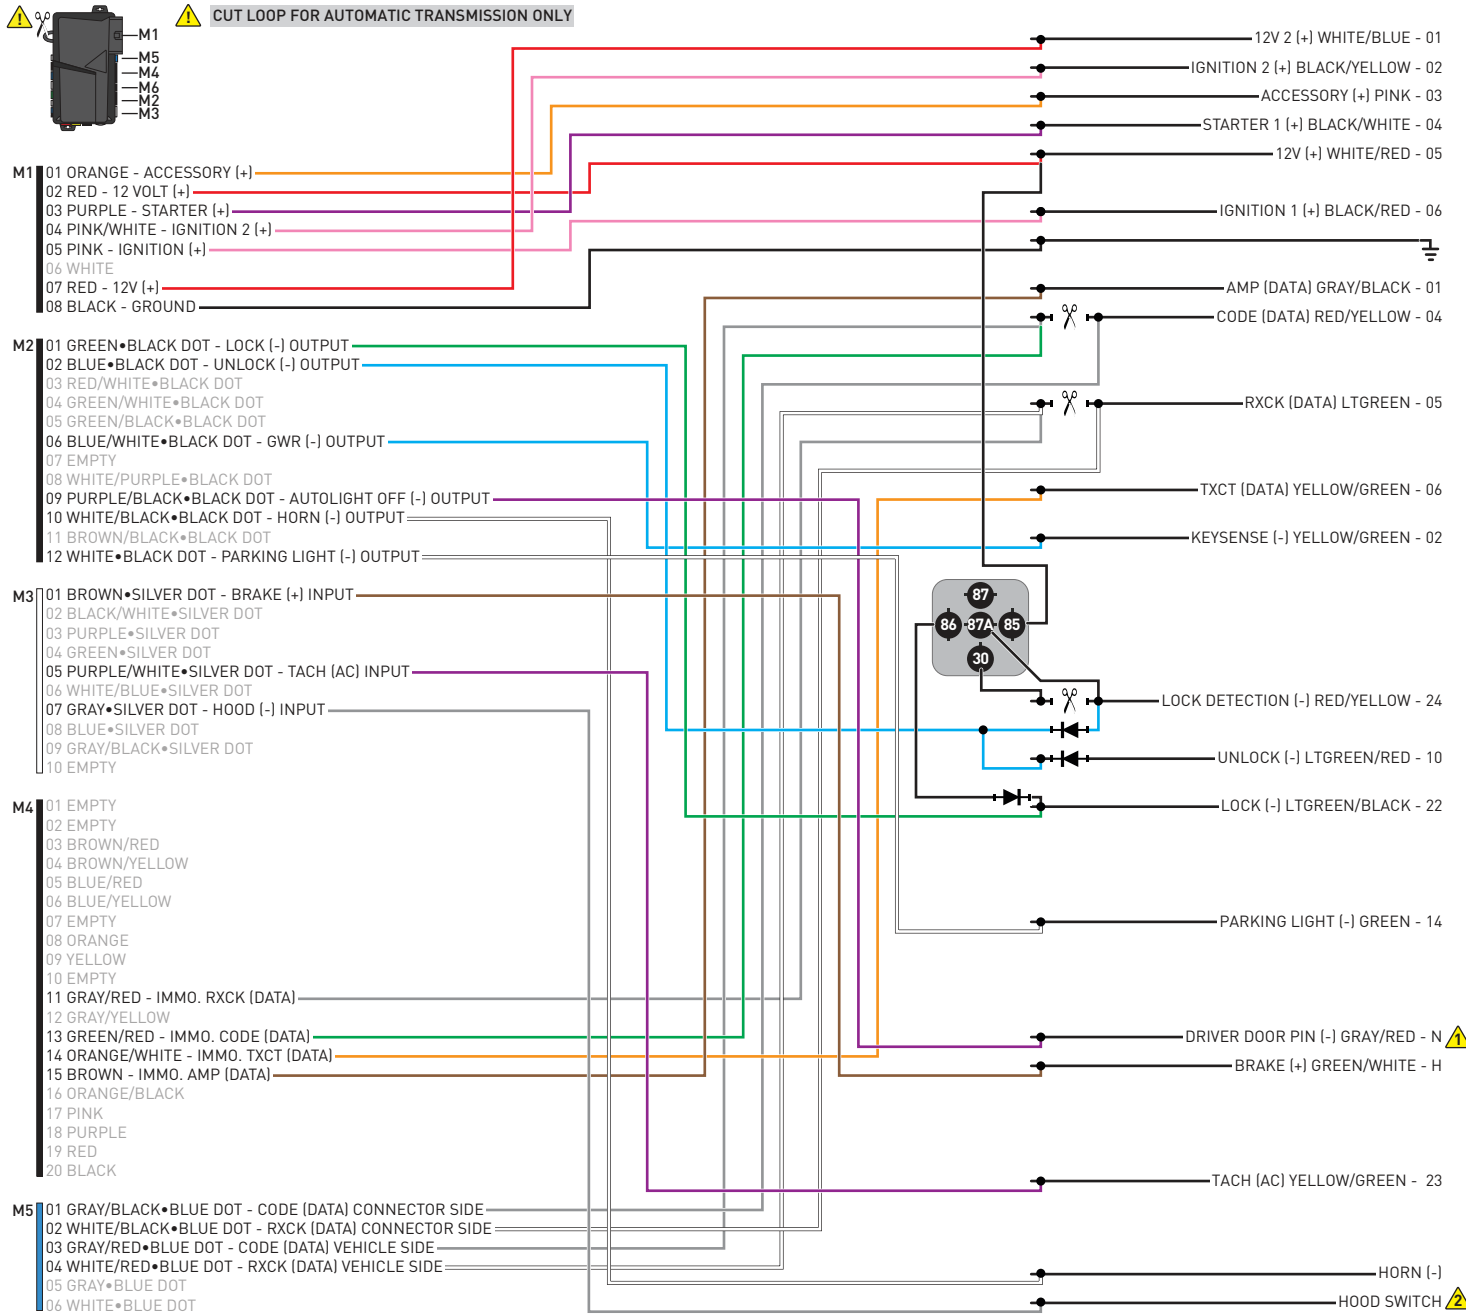 CUT LOOP FOR AUTOMATIC TRANSMISSION ONLY
M1
M5
M4
M6
M2
M3
M1
01 ORANGE - ACCESSORY (+)
02 RED - 12 VOLT (+)
03 PURPLE - STARTER (+)
04 PINK/WHITE - IGNITION 2 (+)
05 PINK - IGNITION (+)
06 WHITE
07 RED - 12V (+)
08 BLACK - GROUND
M2
01 GREEN•BLACK DOT - LOCK (-) OUTPUT
02 BLUE•BLACK DOT - UNLOCK (-) OUTPUT
03 RED/WHITE•BLACK DOT
04 GREEN/WHITE•BLACK DOT
05 GREEN/BLACK•BLACK DOT
06 BLUE/WHITE•BLACK DOT - GWR (-) OUTPUT
07 EMPTY
08 WHITE/PURPLE•BLACK DOT
09 PURPLE/BLACK•BLACK DOT - AUTOLIGHT OFF (-) OUTPUT
10 WHITE/BLACK•BLACK DOT - HORN (-) OUTPUT
11 BROWN/BLACK•BLACK DOT
12 WHITE•BLACK DOT - PARKING LIGHT (-) OUTPUT
M3
01 BROWN•SILVER DOT - BRAKE (+) INPUT
02 BLACK/WHITE•SILVER DOT
03 PURPLE•SILVER DOT
04 GREEN•SILVER DOT
05 PURPLE/WHITE•SILVER DOT - TACH (AC) INPUT
06 WHITE/BLUE•SILVER DOT
07 GRAY•SILVER DOT - HOOD (-) INPUT
08 BLUE•SILVER DOT
09 GRAY/BLACK•SILVER DOT
10 EMPTY
M4
01 EMPTY
02 EMPTY
03 BROWN/RED
04 BROWN/YELLOW
05 BLUE/RED
06 BLUE/YELLOW
07 EMPTY
08 ORANGE
09 YELLOW
10 EMPTY
11 GRAY/RED - IMMO. RXCK (DATA)
12 GRAY/YELLOW
13 GREEN/RED - IMMO. CODE (DATA)
14 ORANGE/WHITE - IMMO. TXCT (DATA)
15 BROWN - IMMO. AMP (DATA)
16 ORANGE/BLACK
17 PINK
18 PURPLE
19 RED
20 BLACK
M5
01 GRAY/BLACK•BLUE DOT - CODE (DATA) CONNECTOR SIDE
02 WHITE/BLACK•BLUE DOT - RXCK (DATA) CONNECTOR SIDE
03 GRAY/RED•BLUE DOT - CODE (DATA) VEHICLE SIDE
04 WHITE/RED•BLUE DOT - RXCK (DATA) VEHICLE SIDE
05 GRAY•BLUE DOT
06 WHITE•BLUE DOT
12V 2 (+) WHITE/BLUE - 01
IGNITION 2 (+) BLACK/YELLOW - 02
ACCESSORY (+) PINK - 03
STARTER 1 (+) BLACK/WHITE - 04
12V (+) WHITE/RED - 05
IGNITION 1 (+) BLACK/RED - 06
AMP (DATA) GRAY/BLACK - 01
CODE (DATA) RED/YELLOW - 04
RXCK (DATA) LTGREEN - 05
TXCT (DATA) YELLOW/GREEN - 06
KEYSENSE (-) YELLOW/GREEN - 02
87
86 87A 85
30
LOCK DETECTION (-) RED/YELLOW - 24
UNLOCK (-) LTGREEN/RED - 10
LOCK (-) LTGREEN/BLACK - 22
PARKING LIGHT (-) GREEN - 14
DRIVER DOOR PIN (-) GRAY/RED - N 1
BRAKE (+) GREEN/WHITE - H
TACH (AC) YELLOW/GREEN - 23
HORN (-)
HOOD SWITCH 2